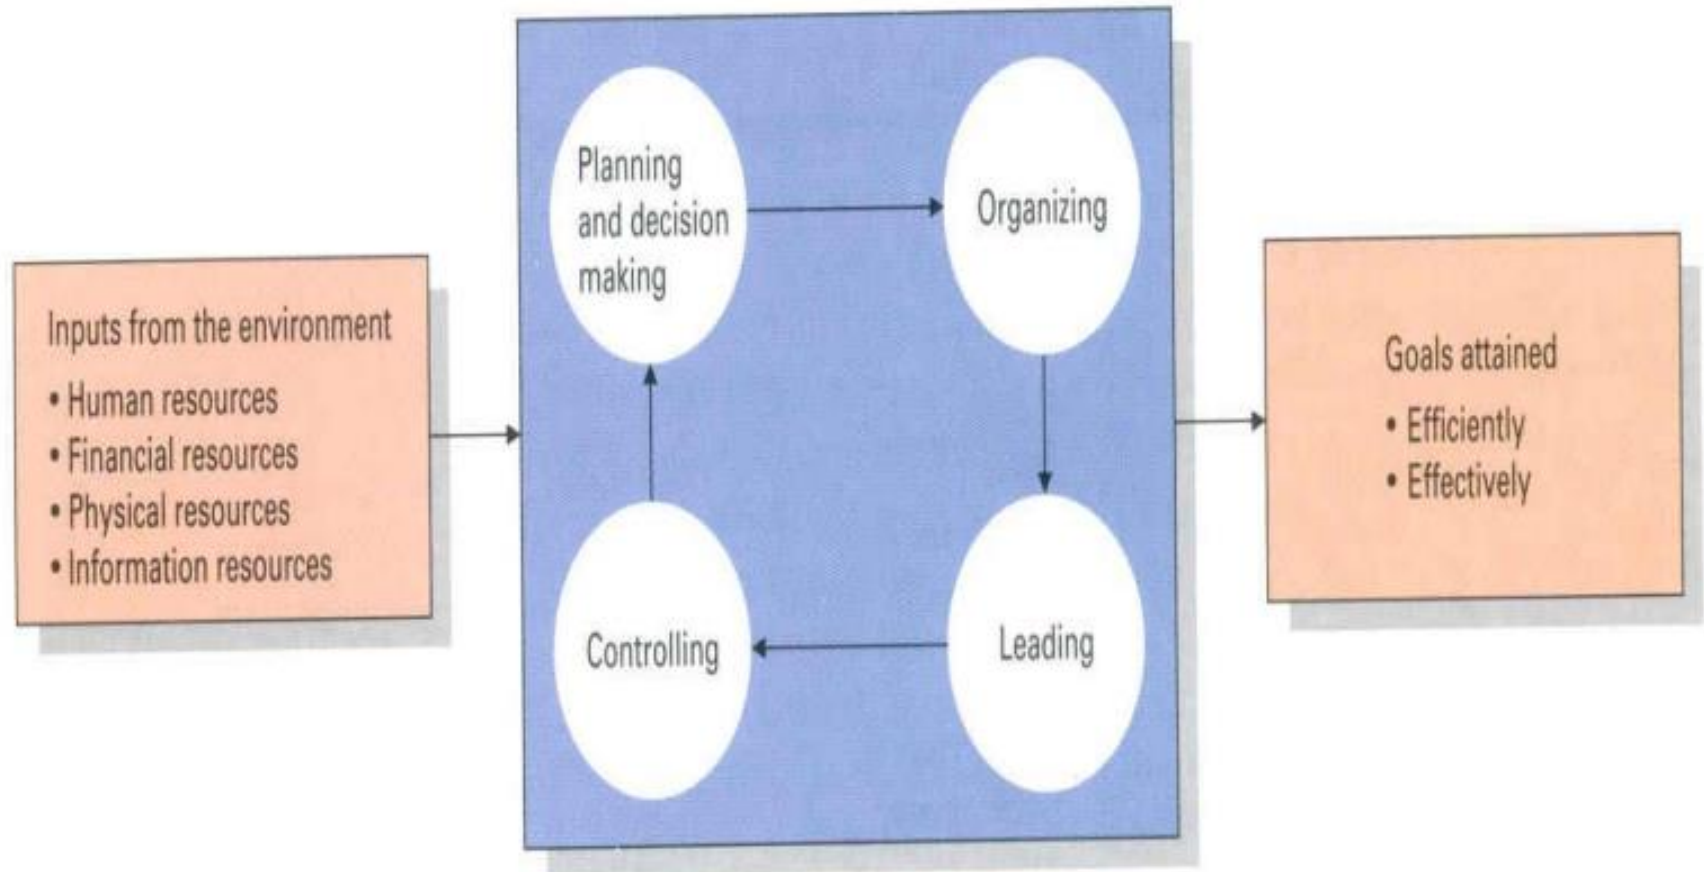 Inputs from the environment
• Human resources
• Financial resources
• Physical resources
• Information resources
Planning
and decision
making
Organizing
Controlling
Leading
Goals attained
• Efficiently
• Effectively